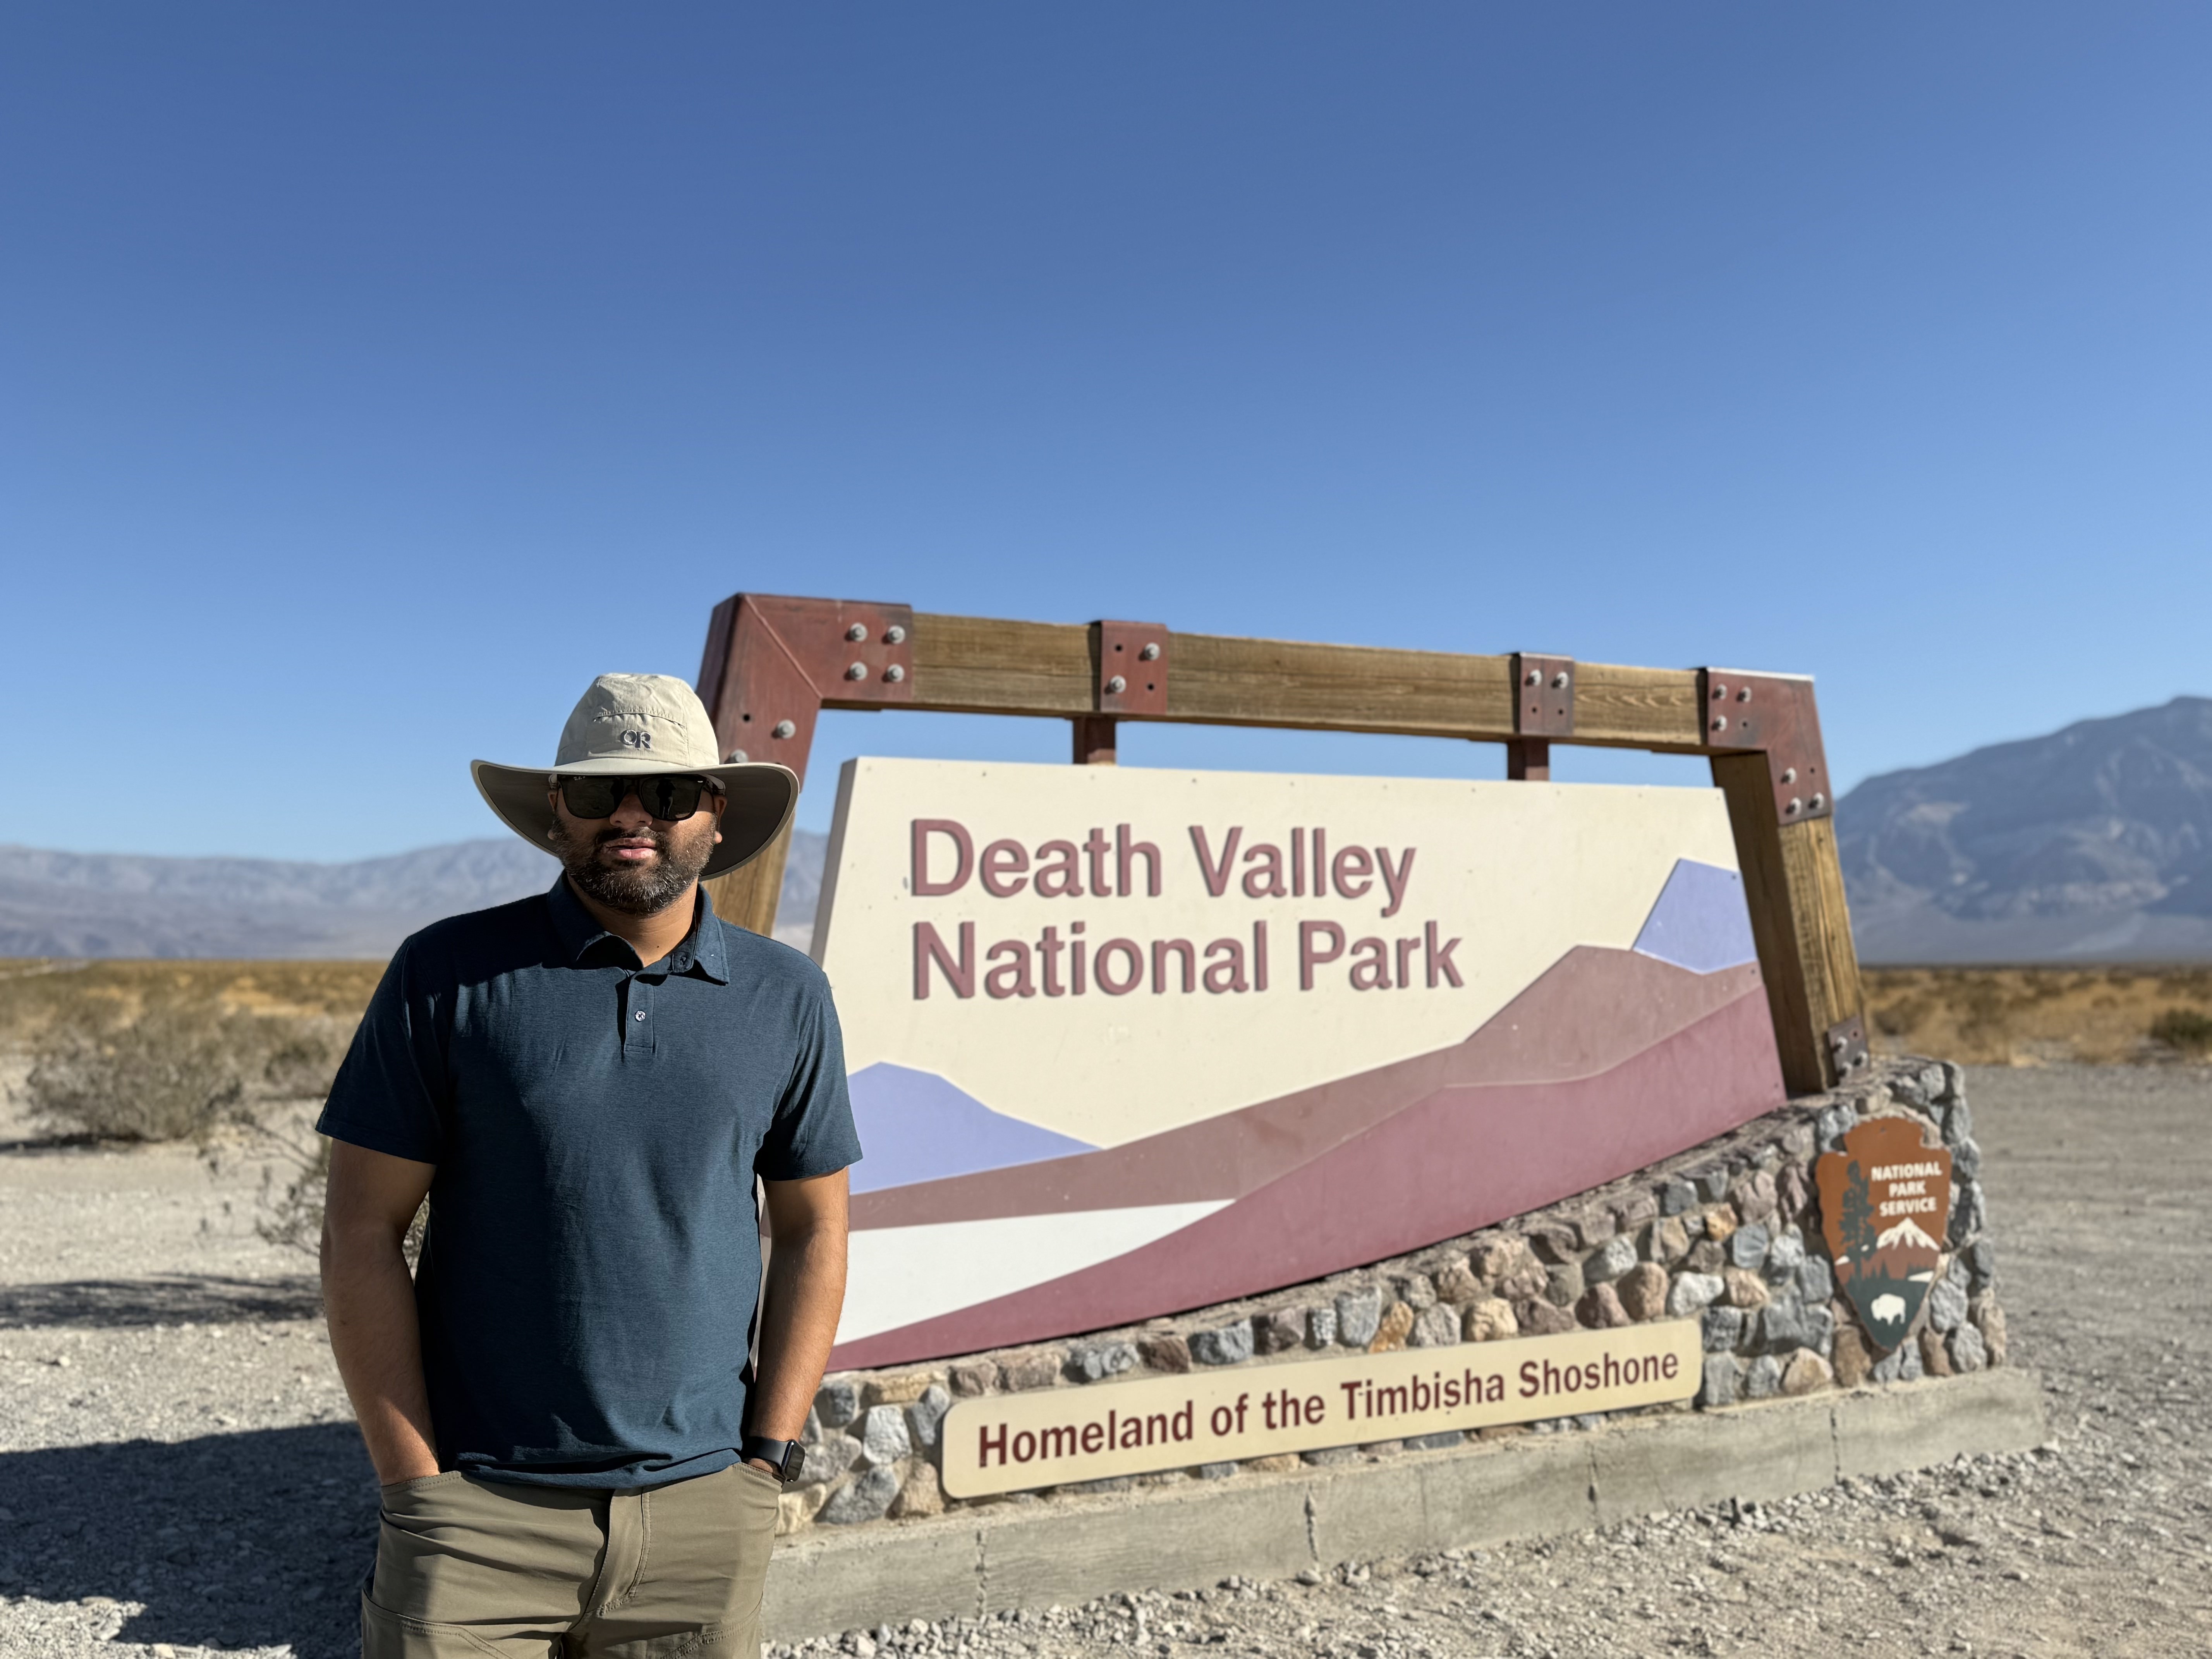 OR
Death Valley
National Park
NATIONAL
PARK
SERVICE
Homeland of the Timbisha Shoshone